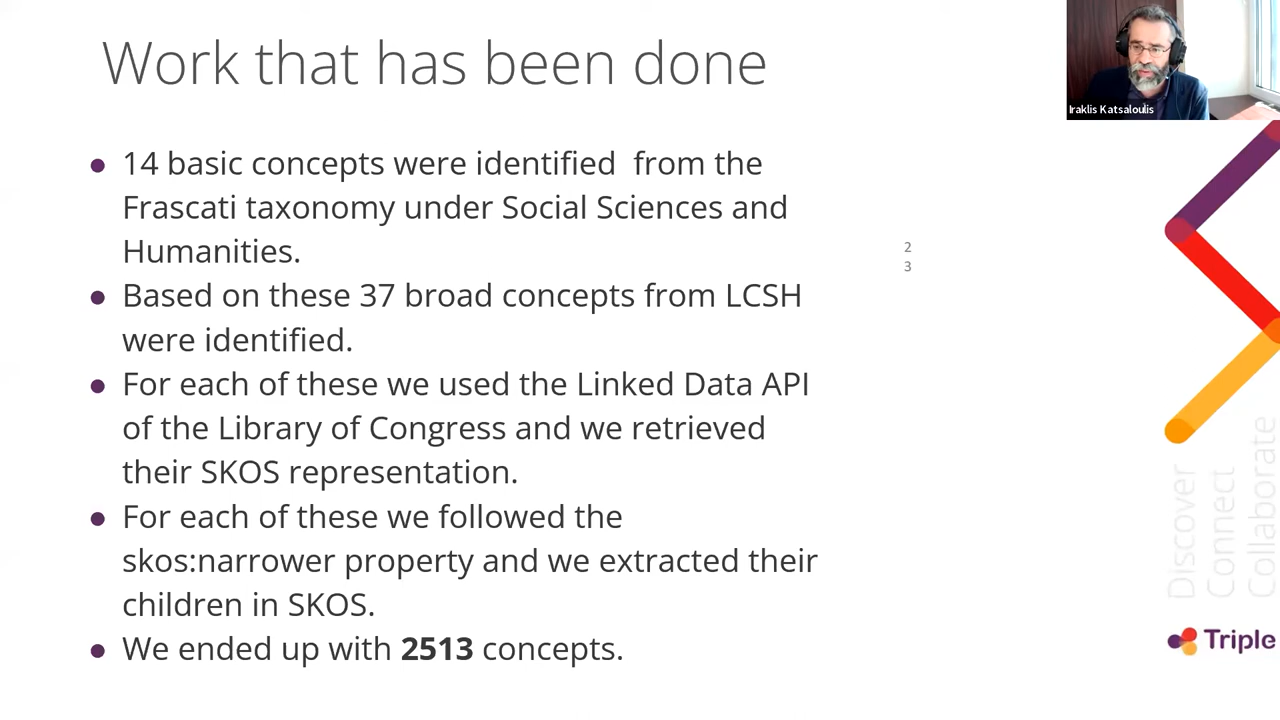 Work that has been done
Iraklis Katsaloulis
● 14 basic concepts were identified from the
Frascati taxonomy under Social Sciences and
Humanities.
● Based on these 37 broad concepts from LCSH
were identified.
● For each of these we used the Linked Data API
of the Library of Congress and we retrieved
their SKOS representation.
● For each of these we followed the
skos:narrower property and we extracted their
children in SKOS.
● We ended up with 2513 concepts.
2
3
Discover
Connect
Collaborate
Triple